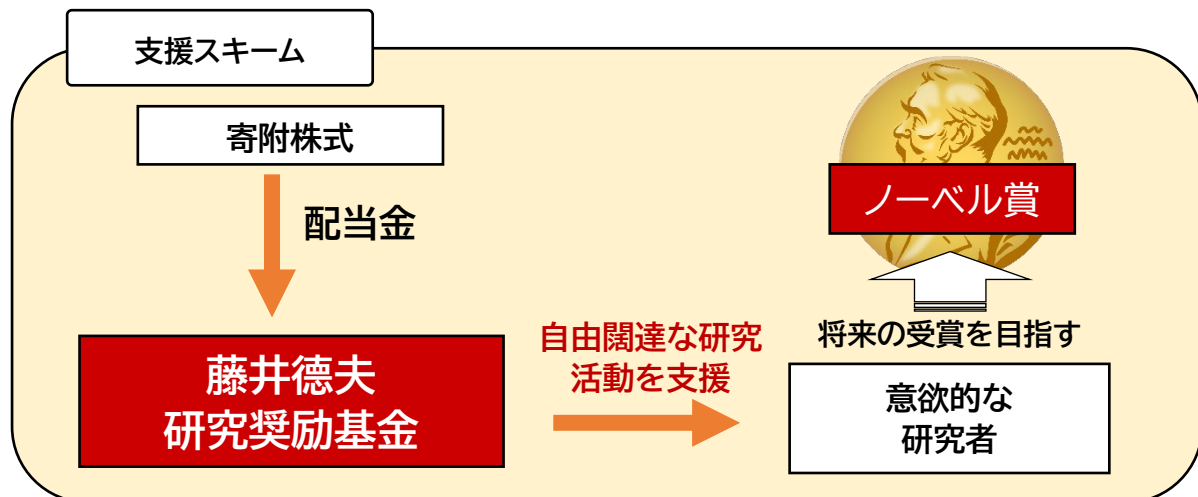 支援スキーム
寄附株式
配当金
藤井德夫
研究奨励基金
自由闊達な研究
活動を支援
ノーベル賞
将来の受賞を目指す
意欲的な
研究者